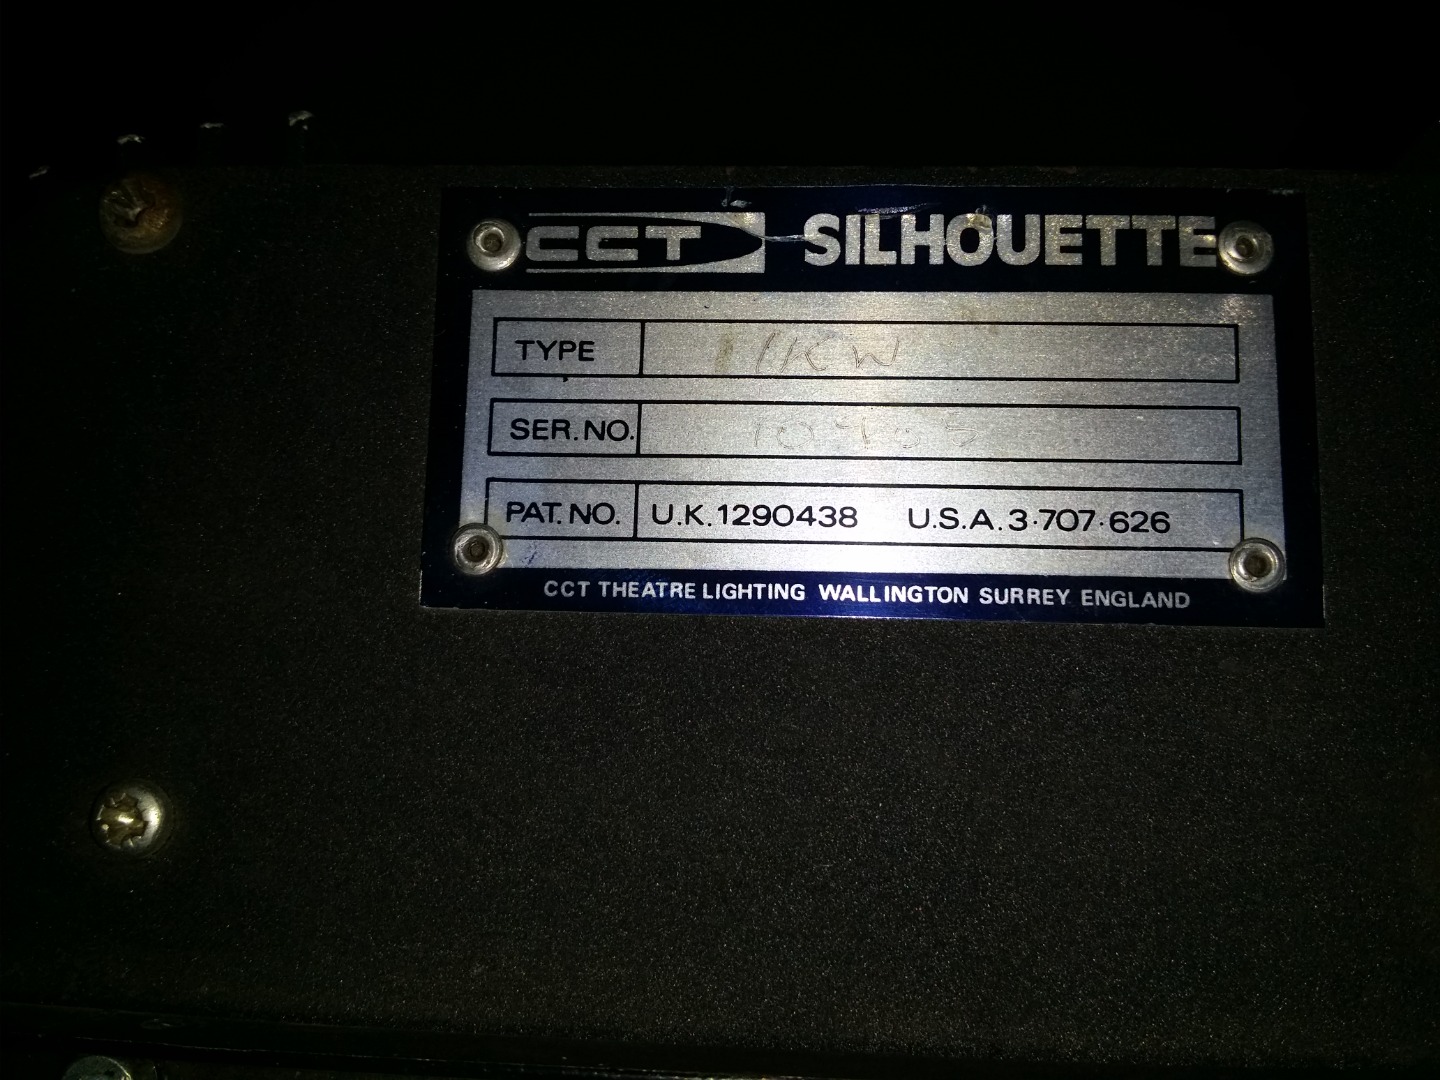 CCT SILHOUETTE
TYPE 1KW
SER. NO.
PAT. NO. U.K. 1290438 U.S.A. 3·707·626
CCT THEATRE LIGHTING WALLINGTON SURREY ENGLAND